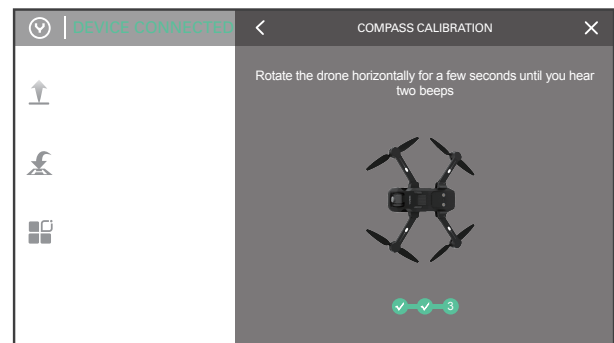 DEVICE CONNECTED
COMPASS CALIBRATION
Rotate the drone horizontally for a few seconds until you hear
two beeps
3